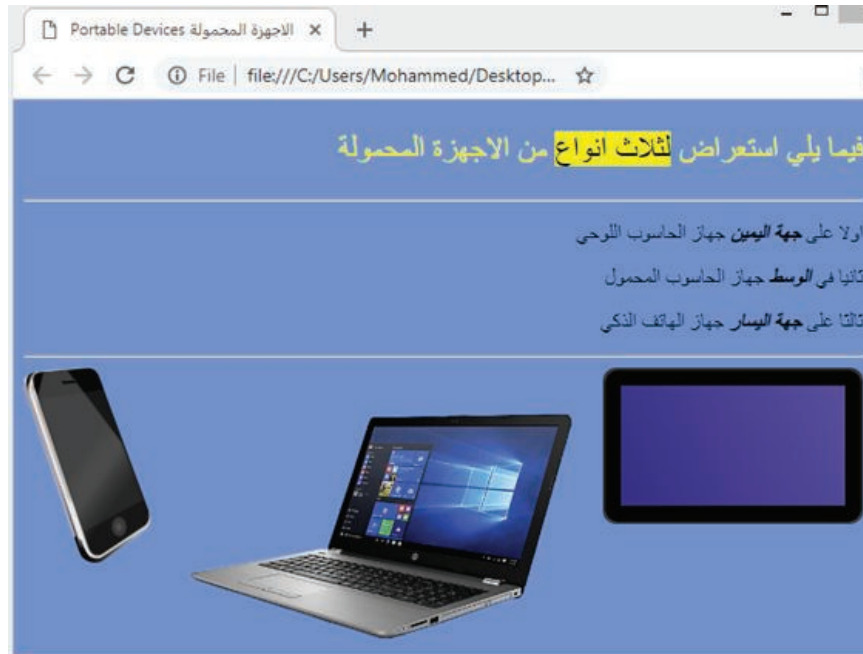 Portable Devices الاجهزة المحمولة
File | file:///C:/Users/Mohammed/Desktop...
فيما يلي استعراض لثلاث انواع من الاجهزة المحمولة
اولا على جهة اليمين جهاز الحاسوب اللوحي
ثانيا في الوسط جهاز الحاسوب المحمول
ثالثا على جهة اليسار جهاز الهاتف الذكي